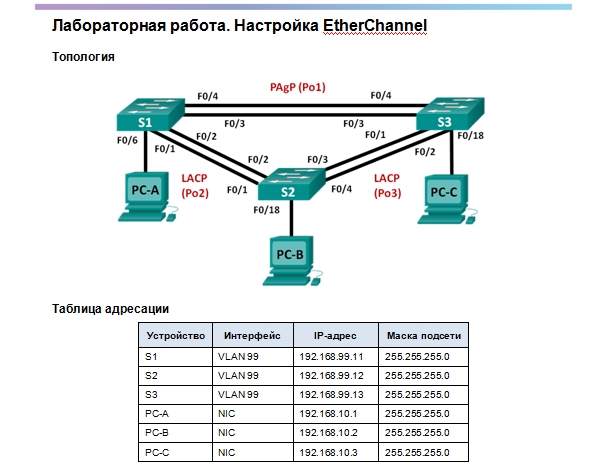 Лабораторная работа. Настройка EtherChannel
Топология
PAgP (Po1)
F0/4
F0/4
S1
F0/3
F0/3
S3
F0/6
F0/1
F0/2
F0/1
F0/18
F0/2
F0/2
F0/3
PC-A
LACP
(Po2)
F0/1
S2
F0/4
LACP
(Po3)
PC-C
F0/18
PC-B
Таблица адресации
Устройство Интерфейс IP-адрес Маска подсети
S1 VLAN 99 192.168.99.11 255.255.255.0
S2 VLAN 99 192.168.99.12 255.255.255.0
S3 VLAN 99 192.168.99.13 255.255.255.0
PC-A NIC 192.168.10.1 255.255.255.0
PC-B NIC 192.168.10.2 255.255.255.0
PC-C NIC 192.168.10.3 255.255.255.0